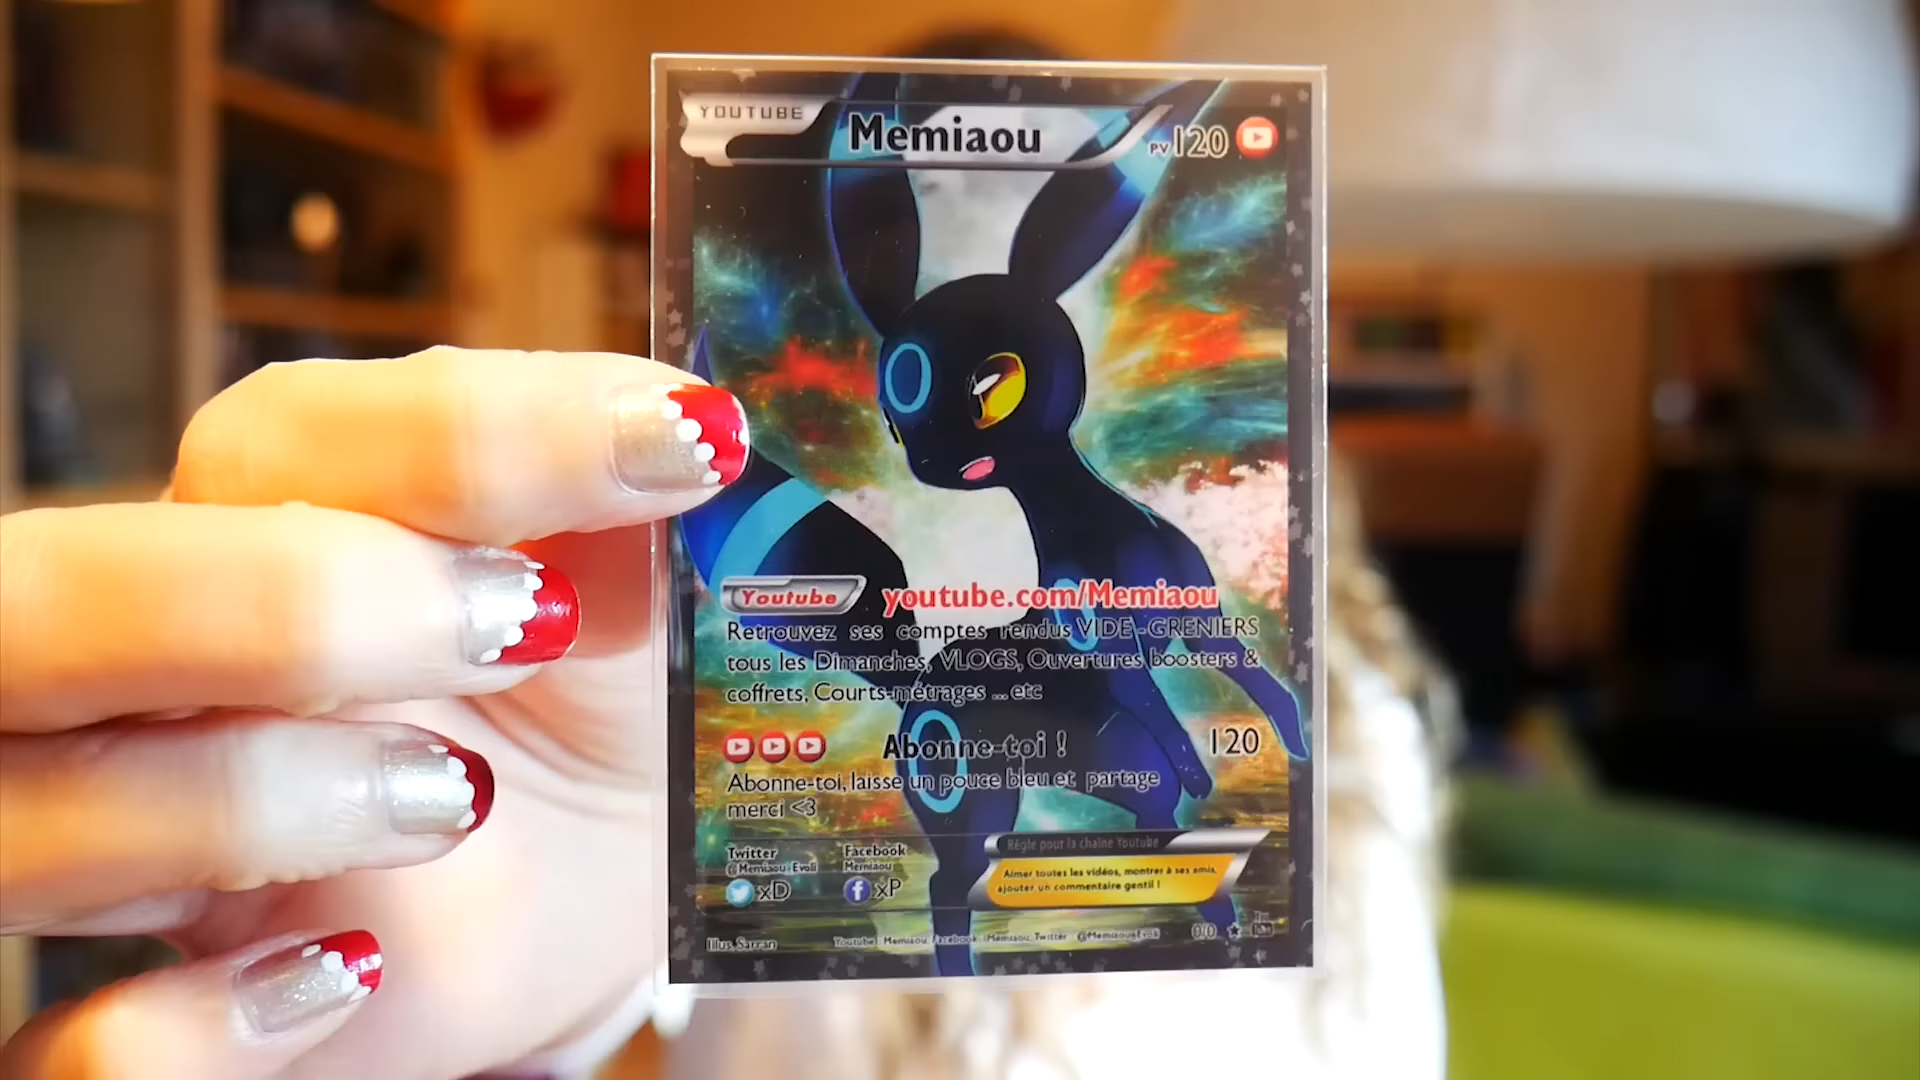 YOUTUBE
Memiaou
PV 120
Youtube
youtube.com/Memiaou
Retrouvez ses comptes rendus VIDE-GRENIERS
tous les Dimanches, VLOGS, Ouvertures boosters &
coffrets, Courts-métrages ... etc
Abonne-toi !
120
Abonne-toi, laisse un pouce bleu et partage
merci <3
Twitter
@Memiaou_Evoli
xD
Facebook
Memiaou
xP
Règle pour la chaîne Youtube
Aimer toutes les vidéos, montrer à ses amis,
ajouter un commentaire gentil !
Illus. Sarran
Youtube : Memiaou, Facebook : Memiaou, Twitter : @Memiaou_Evoli
0/0